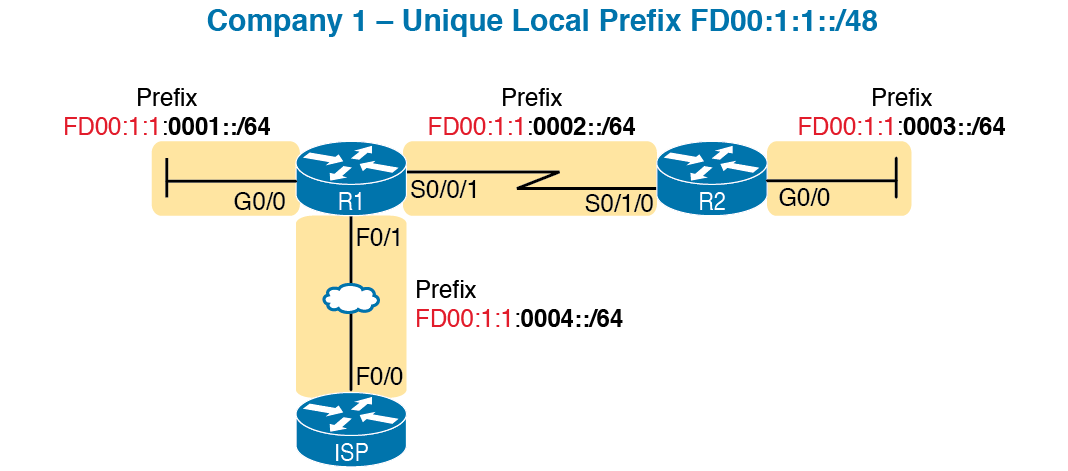 Company 1 – Unique Local Prefix FD00:1:1::/48
Prefix
FD00:1:1:0001::/64
Prefix
FD00:1:1:0002::/64
Prefix
FD00:1:1:0003::/64
G0/0
R1
S0/0/1
S0/1/0
R2
G0/0
F0/1
Prefix
FD00:1:1:0004::/64
F0/0
ISP